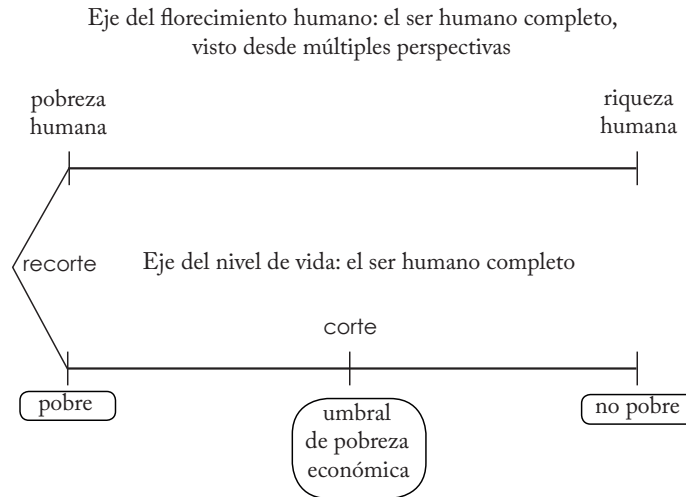 Eje del florecimiento humano: el ser humano completo,
visto desde múltiples perspectivas
pobreza
humana
riqueza
humana
recorte
Eje del nivel de vida: el ser humano completo
corte
pobre
umbral
de pobreza
económica
no pobre